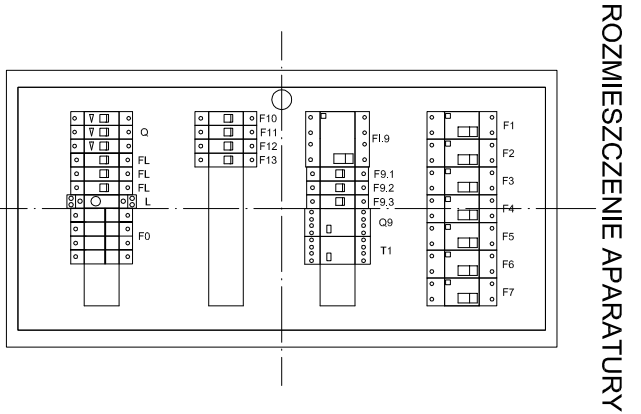 ROZMIESZCZENIE APARATURY
Q
FL
FL
FL
L
F0
F10
F11
F12
F13
FI.9
F9.1
F9.2
F9.3
Q9
T1
F1
F2
F3
F4
F5
F6
F7